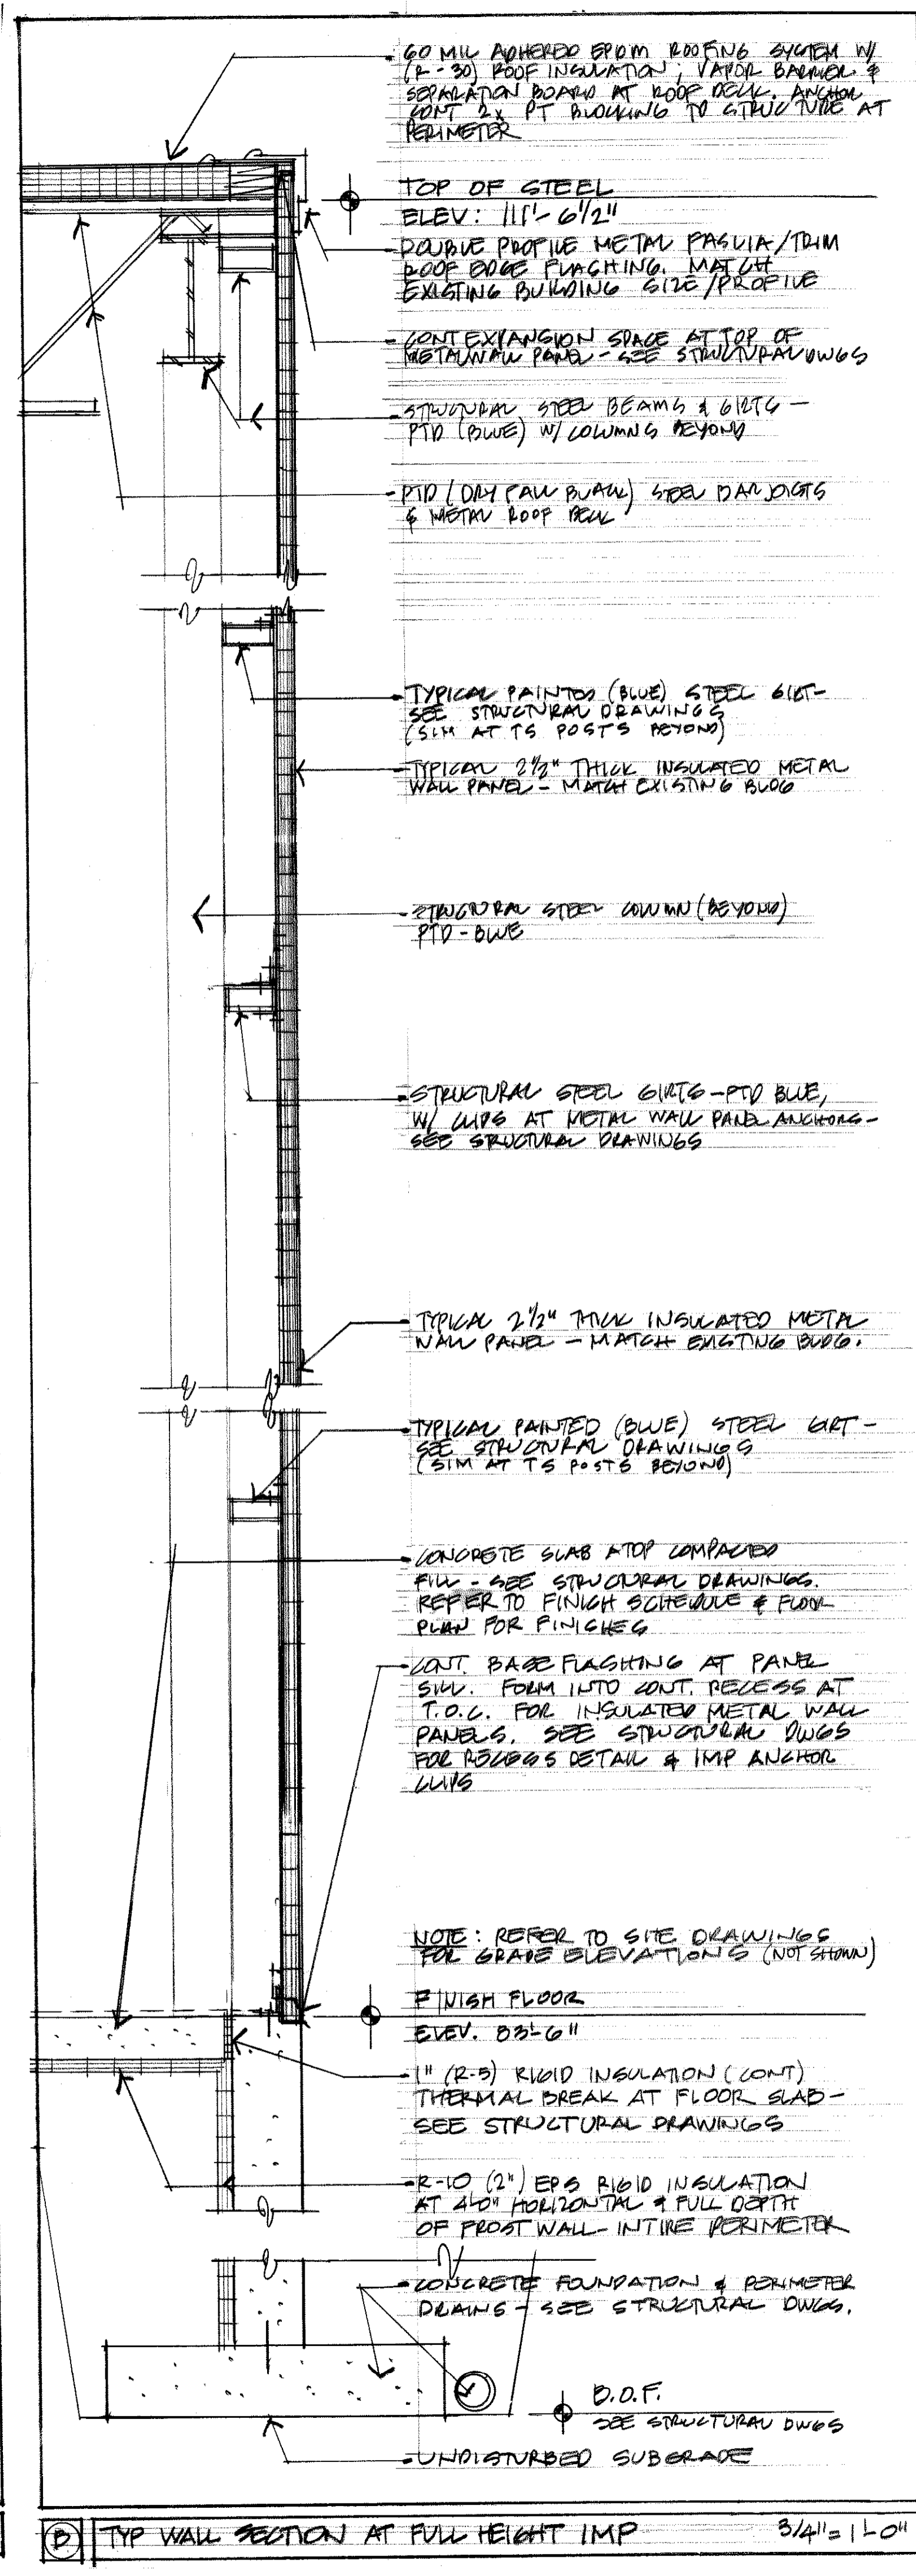 60 MIL ADHERED EPDM ROOFING SYSTEM W/
(R-30) ROOF INSULATION, VAPOR BARRIER &
SEPARATION BOARD AT ROOF DECK. ANCHOR
CONT 2x PT BLOCKING TO STRUCTURE AT
PERIMETER
TOP OF STEEL
ELEV: 111'-6 1/2"
DOUBLE PROFILE METAL FASCIA/TRIM
ROOF EDGE FLASHING. MATCH
EXISTING BUILDING SIZE/PROFILE
CONT EXPANSION SPACE AT TOP OF
METAL WALL PANEL - SEE STRUCTURAL DWGS
STRUCTURAL STEEL BEAMS & GIRTS -
PTD (BLUE) W/ COLUMNS BEYOND
PTD (DRY FALL BLACK) STEEL BAR JOISTS
& METAL ROOF DECK
TYPICAL PAINTED (BLUE) STEEL GIRT-
SEE STRUCTURAL DRAWINGS
(SIM AT TS POSTS BEYOND)
TYPICAL 2 1/2" THICK INSULATED METAL
WALL PANEL - MATCH EXISTING BLDG
STRUCTURAL STEEL COLUMN (BEYOND)
PTD - BLUE
STRUCTURAL STEEL GIRTS - PTD BLUE,
W/ CLIPS AT METAL WALL PANEL ANCHORS-
SEE STRUCTURAL DRAWINGS
TYPICAL 2 1/2" THICK INSULATED METAL
WALL PANEL - MATCH EXISTING BLDG.
TYPICAL PAINTED (BLUE) STEEL GIRT -
SEE STRUCTURAL DRAWINGS
(SIM AT TS POSTS BEYOND)
CONCRETE SLAB ATOP COMPACTED
FILL - SEE STRUCTURAL DRAWINGS.
REFER TO FINISH SCHEDULE & FLOOR
PLAN FOR FINISHES
CONT. BASE FLASHING AT PANEL
SILL. FORM INTO CONT. RECESS AT
T.O.C. FOR INSULATED METAL WALL
PANELS. SEE STRUCTURAL DWGS
FOR RECESS DETAIL & IMP ANCHOR
CLIPS
NOTE: REFER TO SITE DRAWINGS
FOR GRADE ELEVATIONS (NOT SHOWN)
FINISH FLOOR
ELEV. 83'-6"
1" (R-5) RIGID INSULATION (CONT)
THERMAL BREAK AT FLOOR SLAB -
SEE STRUCTURAL DRAWINGS
R-10 (2") EPS RIGID INSULATION
AT 4'-0" HORIZONTAL & FULL DEPTH
OF FROST WALL - INTIRE PERIMETER
CONCRETE FOUNDATION & PERIMETER
DRAINS - SEE STRUCTURAL DWGS.
B.O.F.
SEE STRUCTURAL DWGS
UNDISTURBED SUBGRADE
B TYP WALL SECTION AT FULL HEIGHT IMP 3/4"=1'-0"